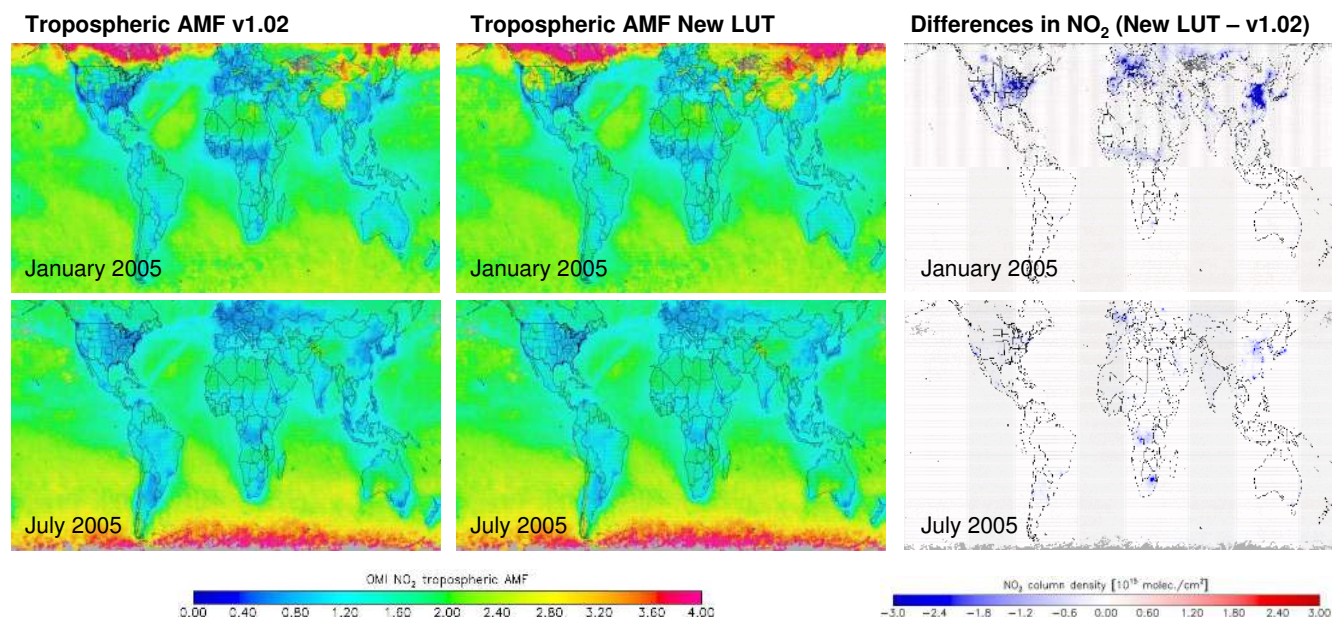 Tropospheric AMF v1.02
Tropospheric AMF New LUT
Differences in NO₂ (New LUT – v1.02)
January 2005
January 2005
January 2005
July 2005
July 2005
July 2005
OMI NO₂ tropospheric AMF
0.00 0.40 0.80 1.20 1.60 2.00 2.40 2.80 3.20 3.60 4.00
NO₂ column density [10¹⁵ molec./cm²]
-3.0 -2.4 -1.8 -1.2 -0.6 0.00 0.60 1.20 1.80 2.40 3.00